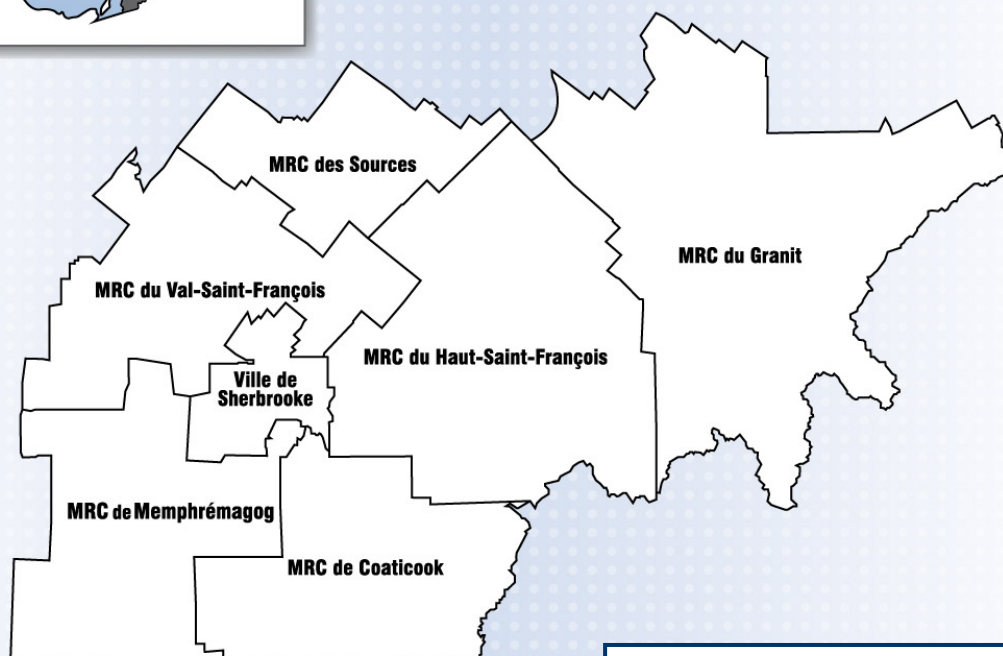 MRC des Sources
MRC du Granit
MRC du Val-Saint-François
MRC du Haut-Saint-François
Ville de
Sherbrooke
MRC de Memphrémagog
MRC de Coaticook